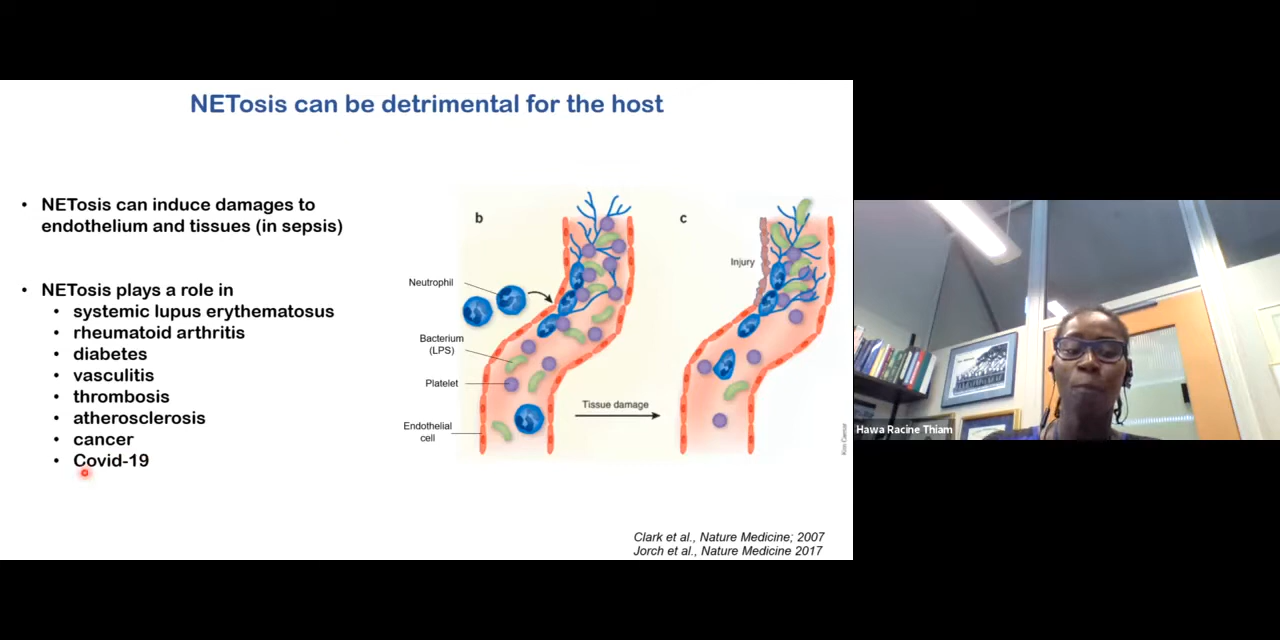 NETosis can be detrimental for the host
• NETosis can induce damages to
endothelium and tissues (in sepsis)
• NETosis plays a role in
• systemic lupus erythematosus
• rheumatoid arthritis
• diabetes
• vasculitis
• thrombosis
• atherosclerosis
• cancer
• Covid-19
b
Neutrophil
Bacterium
(LPS)
Platelet
Endothelial
cell
Tissue damage
c
Injury
Clark et al., Nature Medicine; 2007
Jorch et al., Nature Medicine 2017
Hawa Racine Thiam